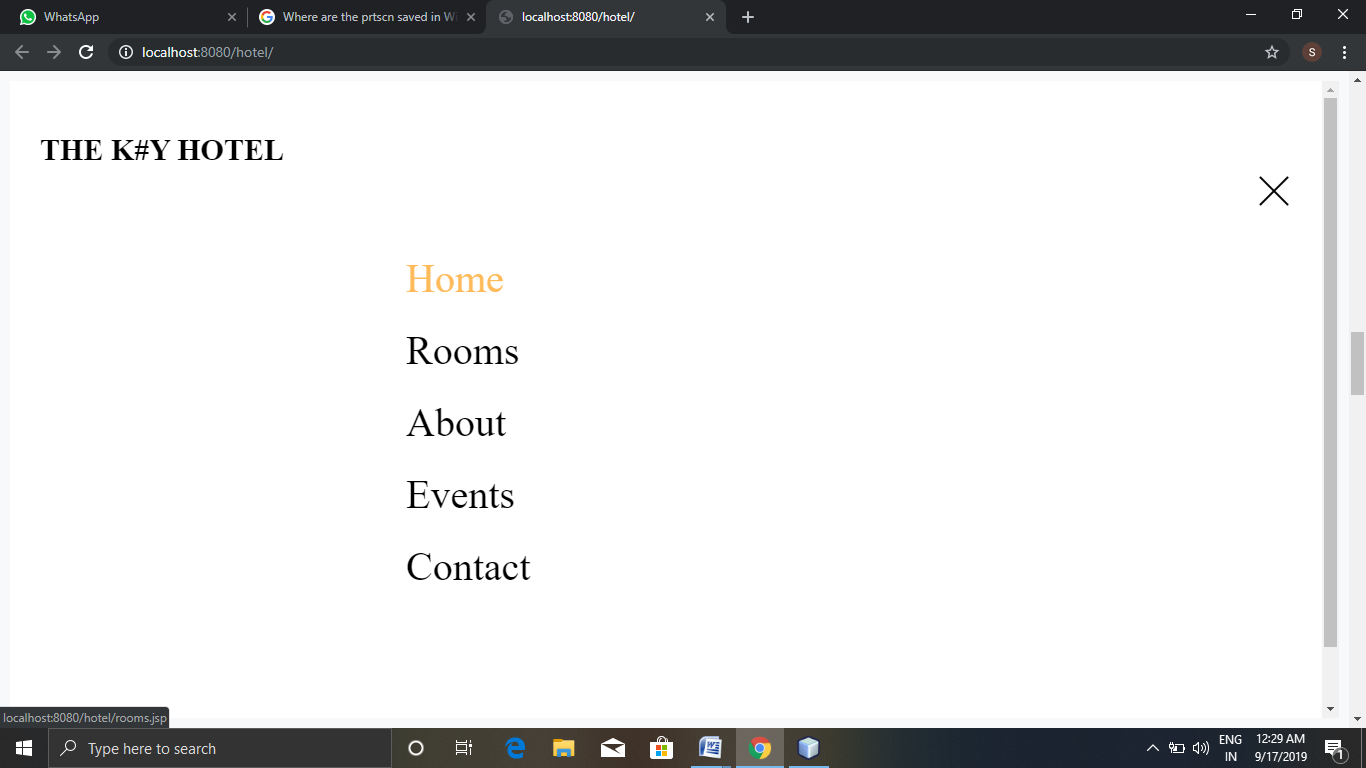 WhatsApp
Where are the prtscn saved in Wi
localhost:8080/hotel/
localhost:8080/hotel/
S
THE K#Y HOTEL
Home
Rooms
About
Events
Contact
localhost:8080/hotel/rooms.jsp
Type here to search
ENG
IN
12:29 AM
9/17/2019
1